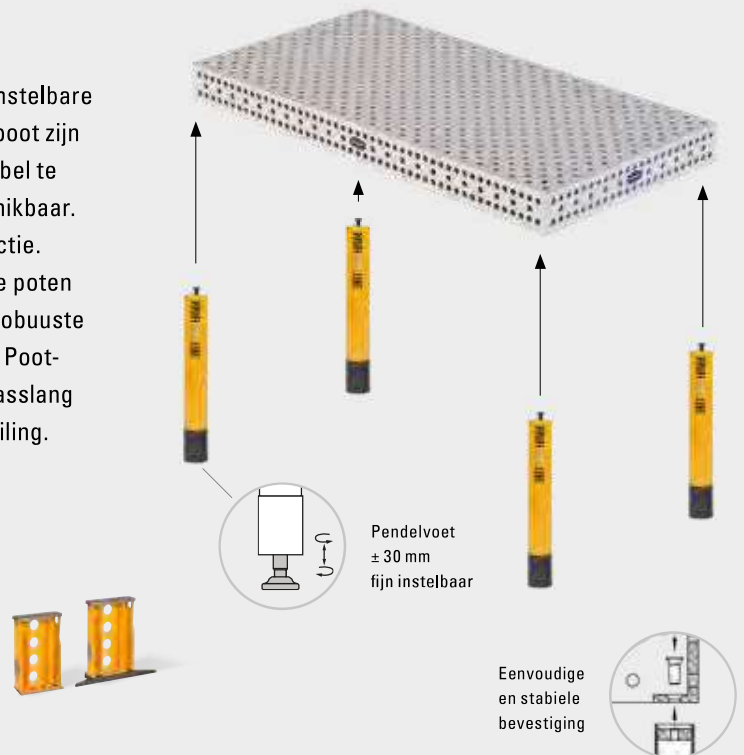 nstelbare
poot zijn
bel te
nikbaar.
ctie.
e poten
obuuste
Poot-
asslang
iling.
Pendelvoet
± 30 mm
fijn instelbaar
Eenvoudige
en stabiele
bevestiging